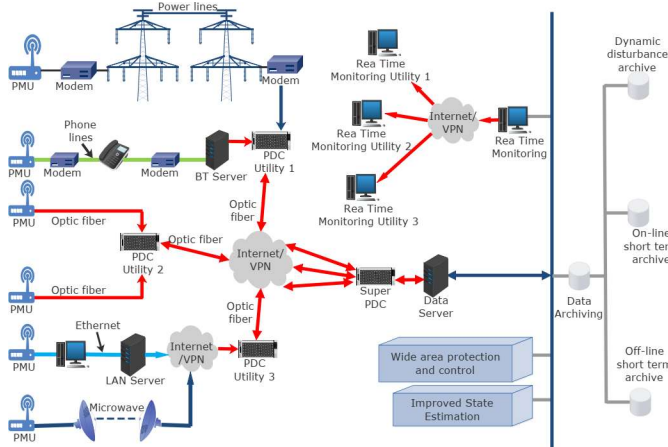 Power lines
PMU
Modem
Modem
Phone
lines
PMU
Modem
Modem
BT Server
PDC
Utility 1
PMU
Optic fiber
Optic fiber
PDC
Utility 2
Optic fiber
PMU
Optic
fiber
Internet/
VPN
Optic
fiber
Ethernet
PMU
LAN Server
Internet
/VPN
PDC
Utility 3
Microwave
PMU
Rea Time
Monitoring Utility 1
Rea Time
Monitoring Utility 2
Rea Time
Monitoring Utility 3
Internet/
VPN
Rea Time
Monitoring
Super
PDC
Data
Server
Data
Archiving
Wide area protection
and control
Improved State
Estimation
Dynamic
disturbance
archive
On-line
short term
archive
Off-line
short term
archive